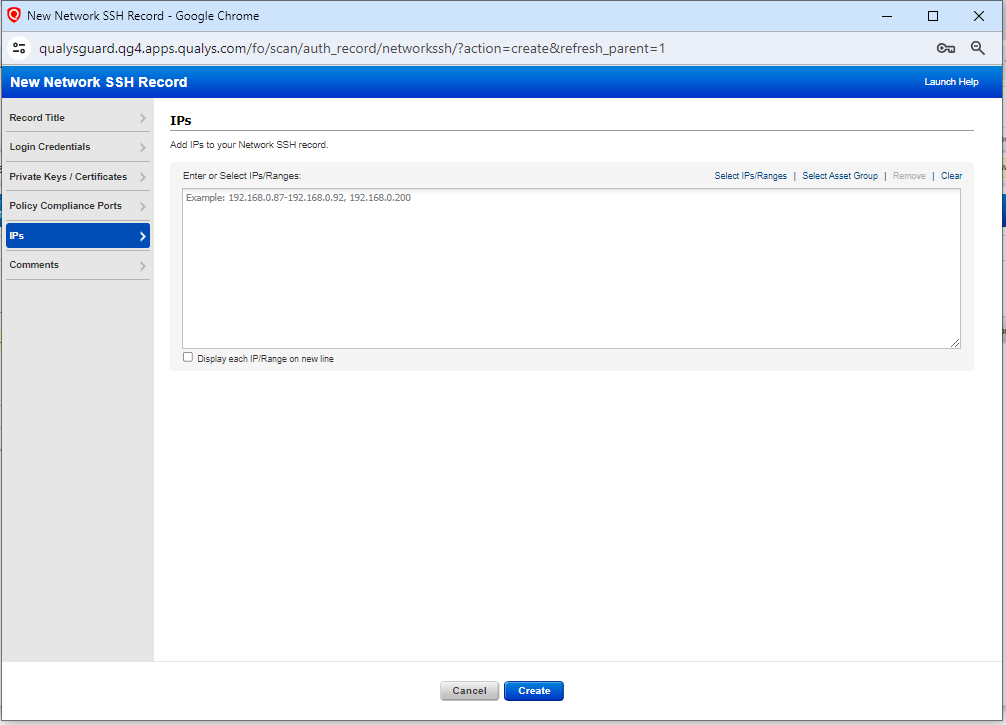 New Network SSH Record - Google Chrome
qualysguard.qg4.apps.qualys.com/fo/scan/auth_record/networkssh/?action=create&refresh_parent=1
New Network SSH Record
Launch Help
Record Title
Login Credentials
Private Keys / Certificates
Policy Compliance Ports
IPs
Comments
IPs
Add IPs to your Network SSH record.
Enter or Select IPs/Ranges:
Select IPs/Ranges | Select Asset Group | Remove | Clear
Example: 192.168.0.87-192.168.0.92, 192.168.0.200
Display each IP/Range on new line
Cancel
Create